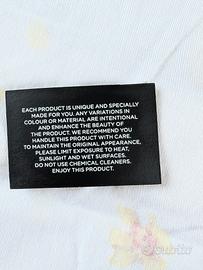 EACH PRODUCT IS UNIQUE AND SPECIALLY
MADE FOR YOU. ANY VARIATIONS IN
COLOUR OR MATERIAL ARE INTENTIONAL
AND ENHANCE THE BEAUTY OF
THE PRODUCT. WE RECOMMEND YOU
HANDLE THIS PRODUCT WITH CARE.
TO MAINTAIN THE ORIGINAL APPEARANCE,
PLEASE LIMIT EXPOSURE TO HEAT,
SUNLIGHT AND WET SURFACES.
DO NOT USE CHEMICAL CLEANERS.
ENJOY THIS PRODUCT.
subito